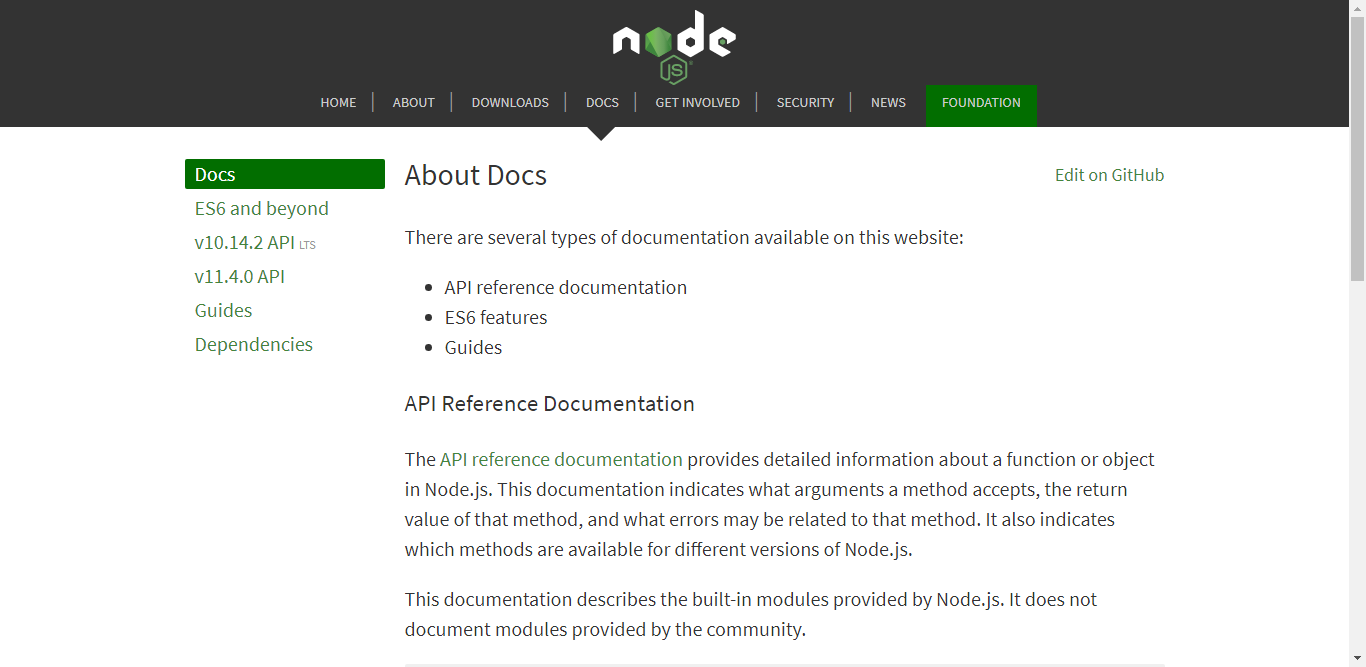 node
JS
HOME
ABOUT
DOWNLOADS
DOCS
GET INVOLVED
SECURITY
NEWS
FOUNDATION
Docs
ES6 and beyond
v10.14.2 API LTS
v11.4.0 API
Guides
Dependencies
About Docs
Edit on GitHub
There are several types of documentation available on this website:
API reference documentation
ES6 features
Guides
API Reference Documentation
The API reference documentation provides detailed information about a function or object
in Node.js. This documentation indicates what arguments a method accepts, the return
value of that method, and what errors may be related to that method. It also indicates
which methods are available for different versions of Node.js.
This documentation describes the built-in modules provided by Node.js. It does not
document modules provided by the community.